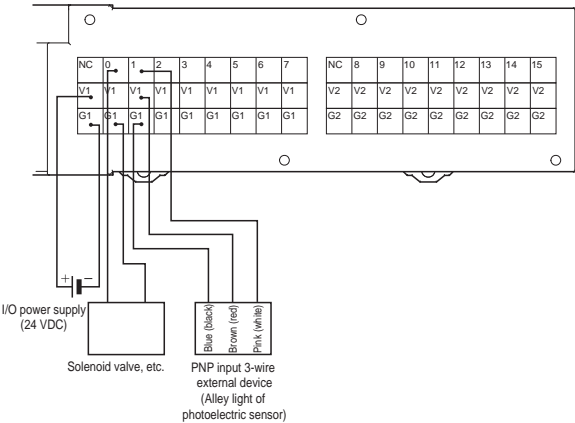 NC 0 1 2 3 4 5 6 7 NC 8 9 10 11 12 13 14 15
V1 V1 V1 V1 V1 V1 V1 V1 V1 V2 V2 V2 V2 V2 V2 V2 V2 V2
G1 G1 G1 G1 G1 G1 G1 G1 G1 G2 G2 G2 G2 G2 G2 G2 G2 G2
+ −
I/O power supply
(24 VDC)
Solenoid valve, etc.
Blue (black)
Brown (red)
Pink (white)
PNP input 3-wire
external device
(Alley light of
photoelectric sensor)